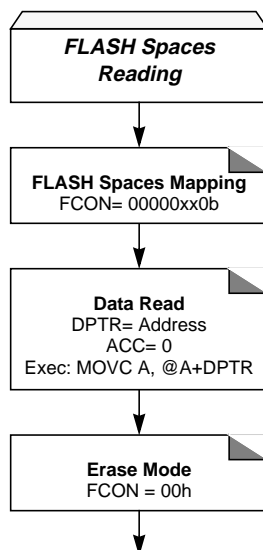 FLASH Spaces
Reading
FLASH Spaces Mapping
FCON= 00000xx0b
Data Read
DPTR= Address
ACC= 0
Exec: MOVC A, @A+DPTR
Erase Mode
FCON = 00h